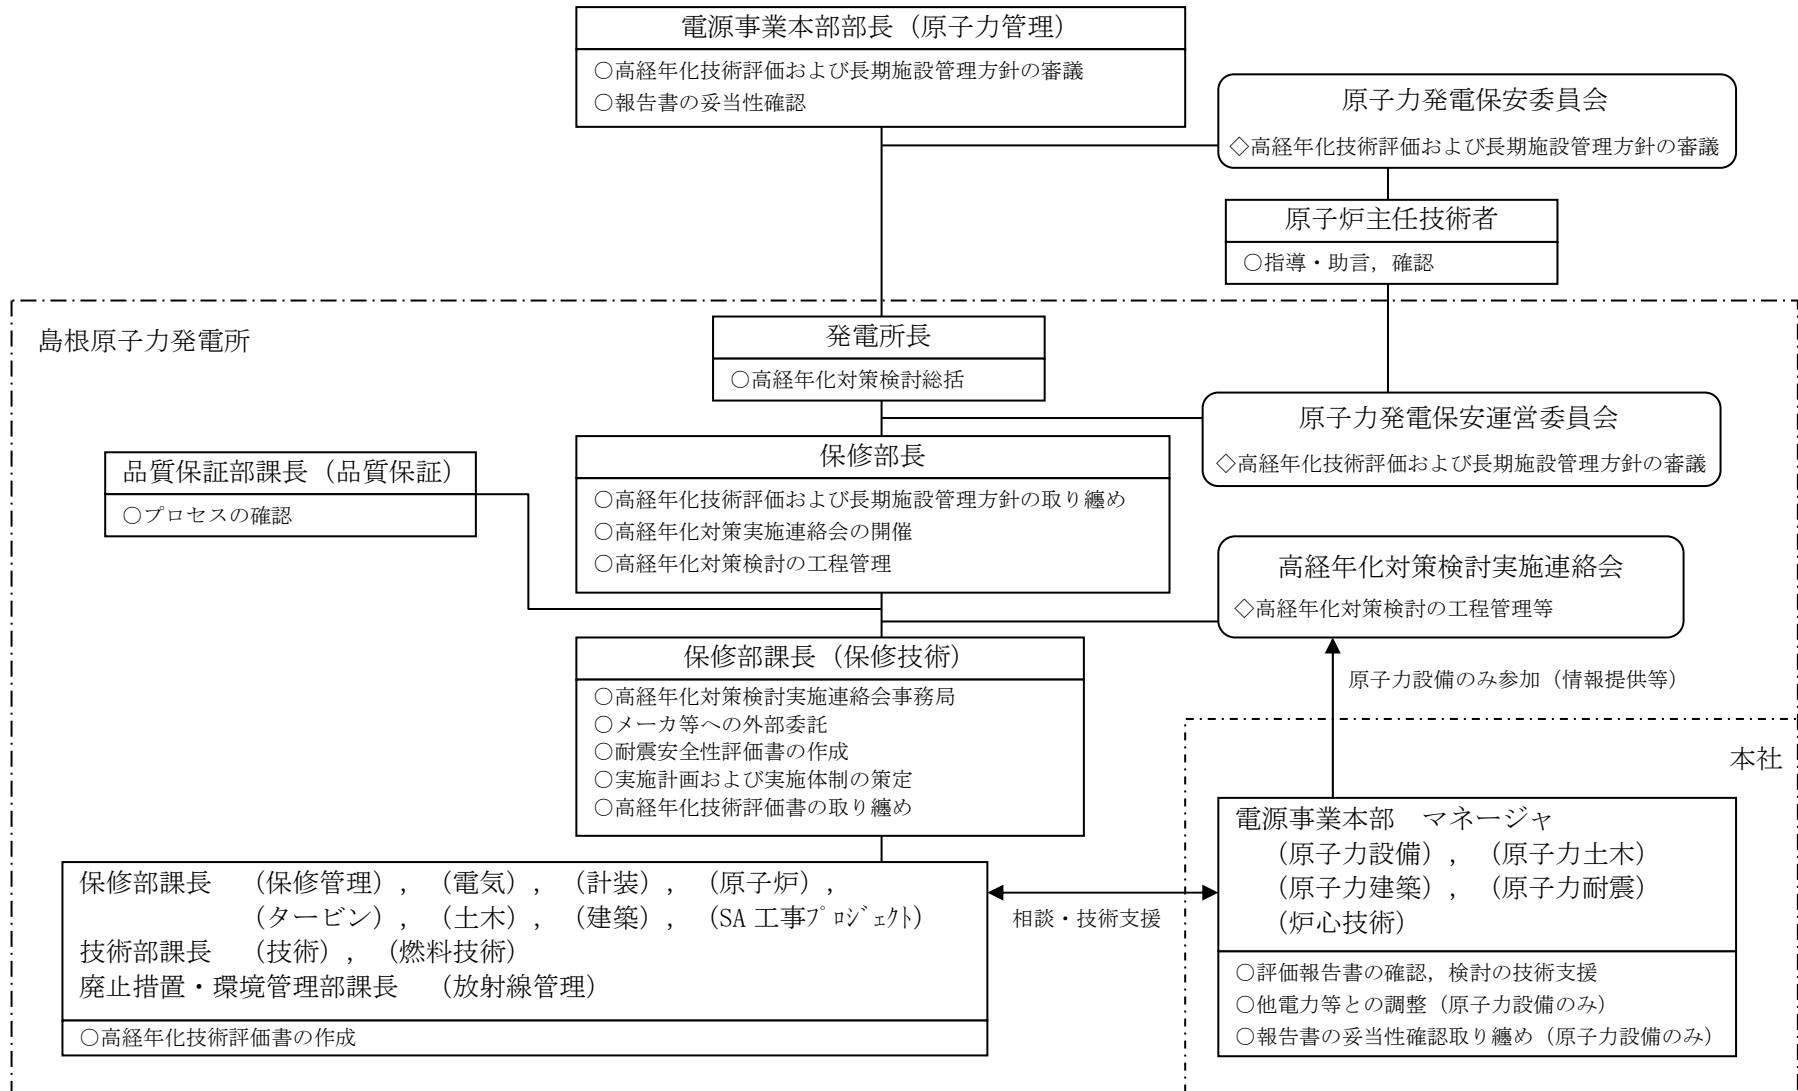 電源事業本部部長（原子力管理）
○高経年化技術評価および長期施設管理方針の審議
○報告書の妥当性確認
原子力発電保安委員会
◇高経年化技術評価および長期施設管理方針の審議
原子炉主任技術者
○指導・助言，確認
島根原子力発電所
発電所長
○高経年化対策検討総括
原子力発電保安運営委員会
◇高経年化技術評価および長期施設管理方針の審議
品質保証部課長（品質保証）
○プロセスの確認
保修部長
○高経年化技術評価および長期施設管理方針の取り纏め
○高経年化対策実施連絡会の開催
○高経年化対策検討の工程管理
高経年化対策検討実施連絡会
◇高経年化対策検討の工程管理等
保修部課長（保修技術）
○高経年化対策検討実施連絡会事務局
○メーカ等への外部委託
○耐震安全性評価書の作成
○実施計画および実施体制の策定
○高経年化技術評価書の取り纏め
原子力設備のみ参加（情報提供等）
本社
電源事業本部　マネージャ
（原子力設備），（原子力土木）
（原子力建築），（原子力耐震）
（炉心技術）
○評価報告書の確認，検討の技術支援
○他電力等との調整（原子力設備のみ）
○報告書の妥当性確認取り纏め（原子力設備のみ）
相談・技術支援
保修部課長　（保修管理），（電気），（計装），（原子炉），
（タービン），（土木），（建築），（SA 工事ﾌﾟﾛｼﾞｪｸﾄ）
技術部課長　（技術），（燃料技術）
廃止措置・環境管理部課長　（放射線管理）
○高経年化技術評価書の作成